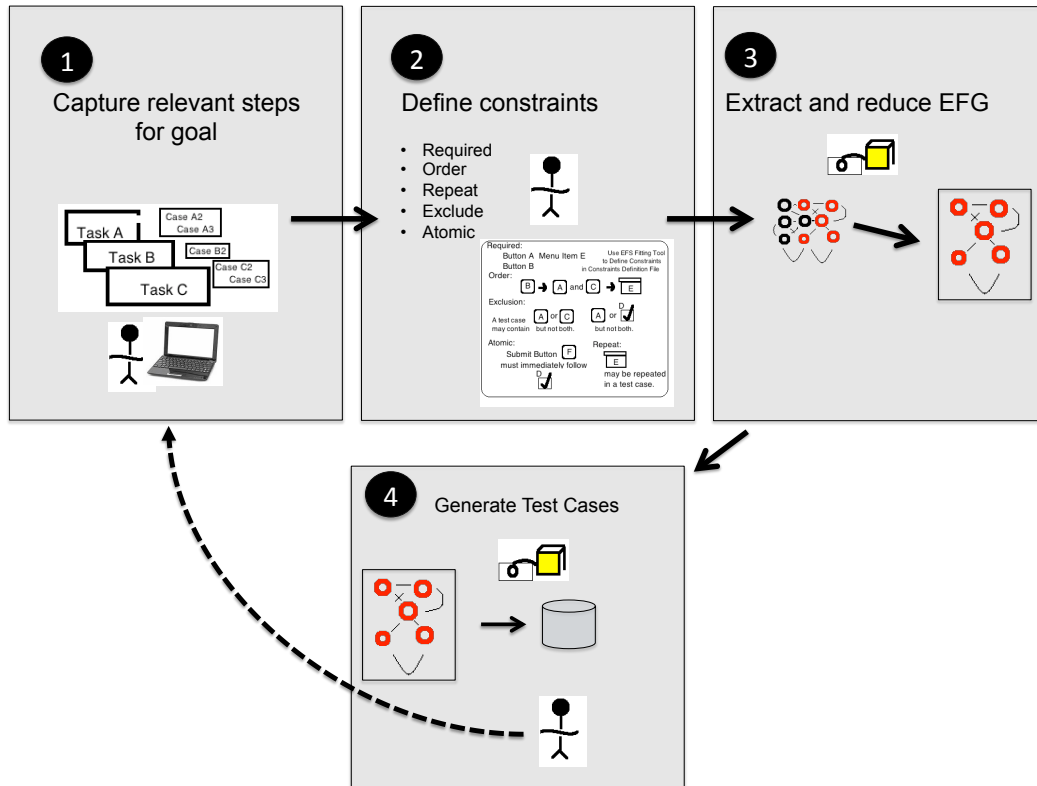 1
Capture relevant steps
for goal
Task A
Task B
Task C
Case A2
Case A3
Case B2
Case C2
Case C3
2
Define constraints
• Required
• Order
• Repeat
• Exclude
• Atomic
Required:
Button A Menu Item E
Button B
Use EFS Fitting Tool
to Define Constraints
in Constraints Definition File
Order:
B A and C E
Exclusion:
A test case
may contain
A or C
but not both.
D
A or
but not both.
Atomic:
Submit Button F
must immediately follow
D
Repeat:
E
may be repeated
in a test case.
3
Extract and reduce EFG
4
Generate Test Cases